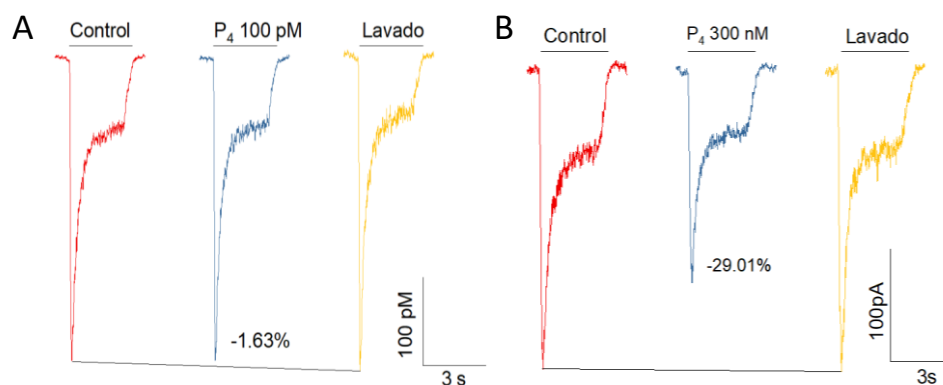 A
Control
P₄ 100 pM
Lavado
-1.63%
100 pM
3 s
B
Control
P₄ 300 nM
Lavado
-29.01%
100pA
3s